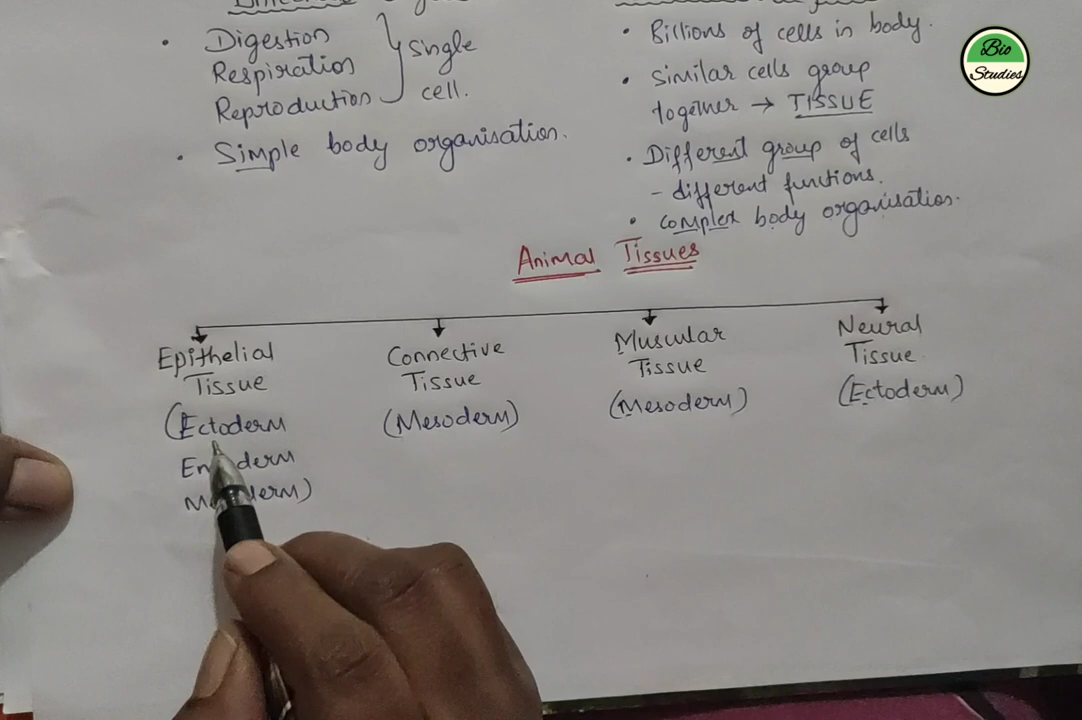 • Digestion
Respiration
Reproduction
Single
cell.
• Simple body organisation.
• Billions of cells in body.
• Similar cells group
together → TISSUE
• Different group of cells
- different functions.
• complex body organisation.
Bio
Studies
Animal Tissues
Epithelial
Tissue
(Ectoderm
Mesoderm)
Connective
Tissue
(Mesoderm)
Muscular
Tissue
(Mesoderm)
Neural
Tissue
(Ectoderm)